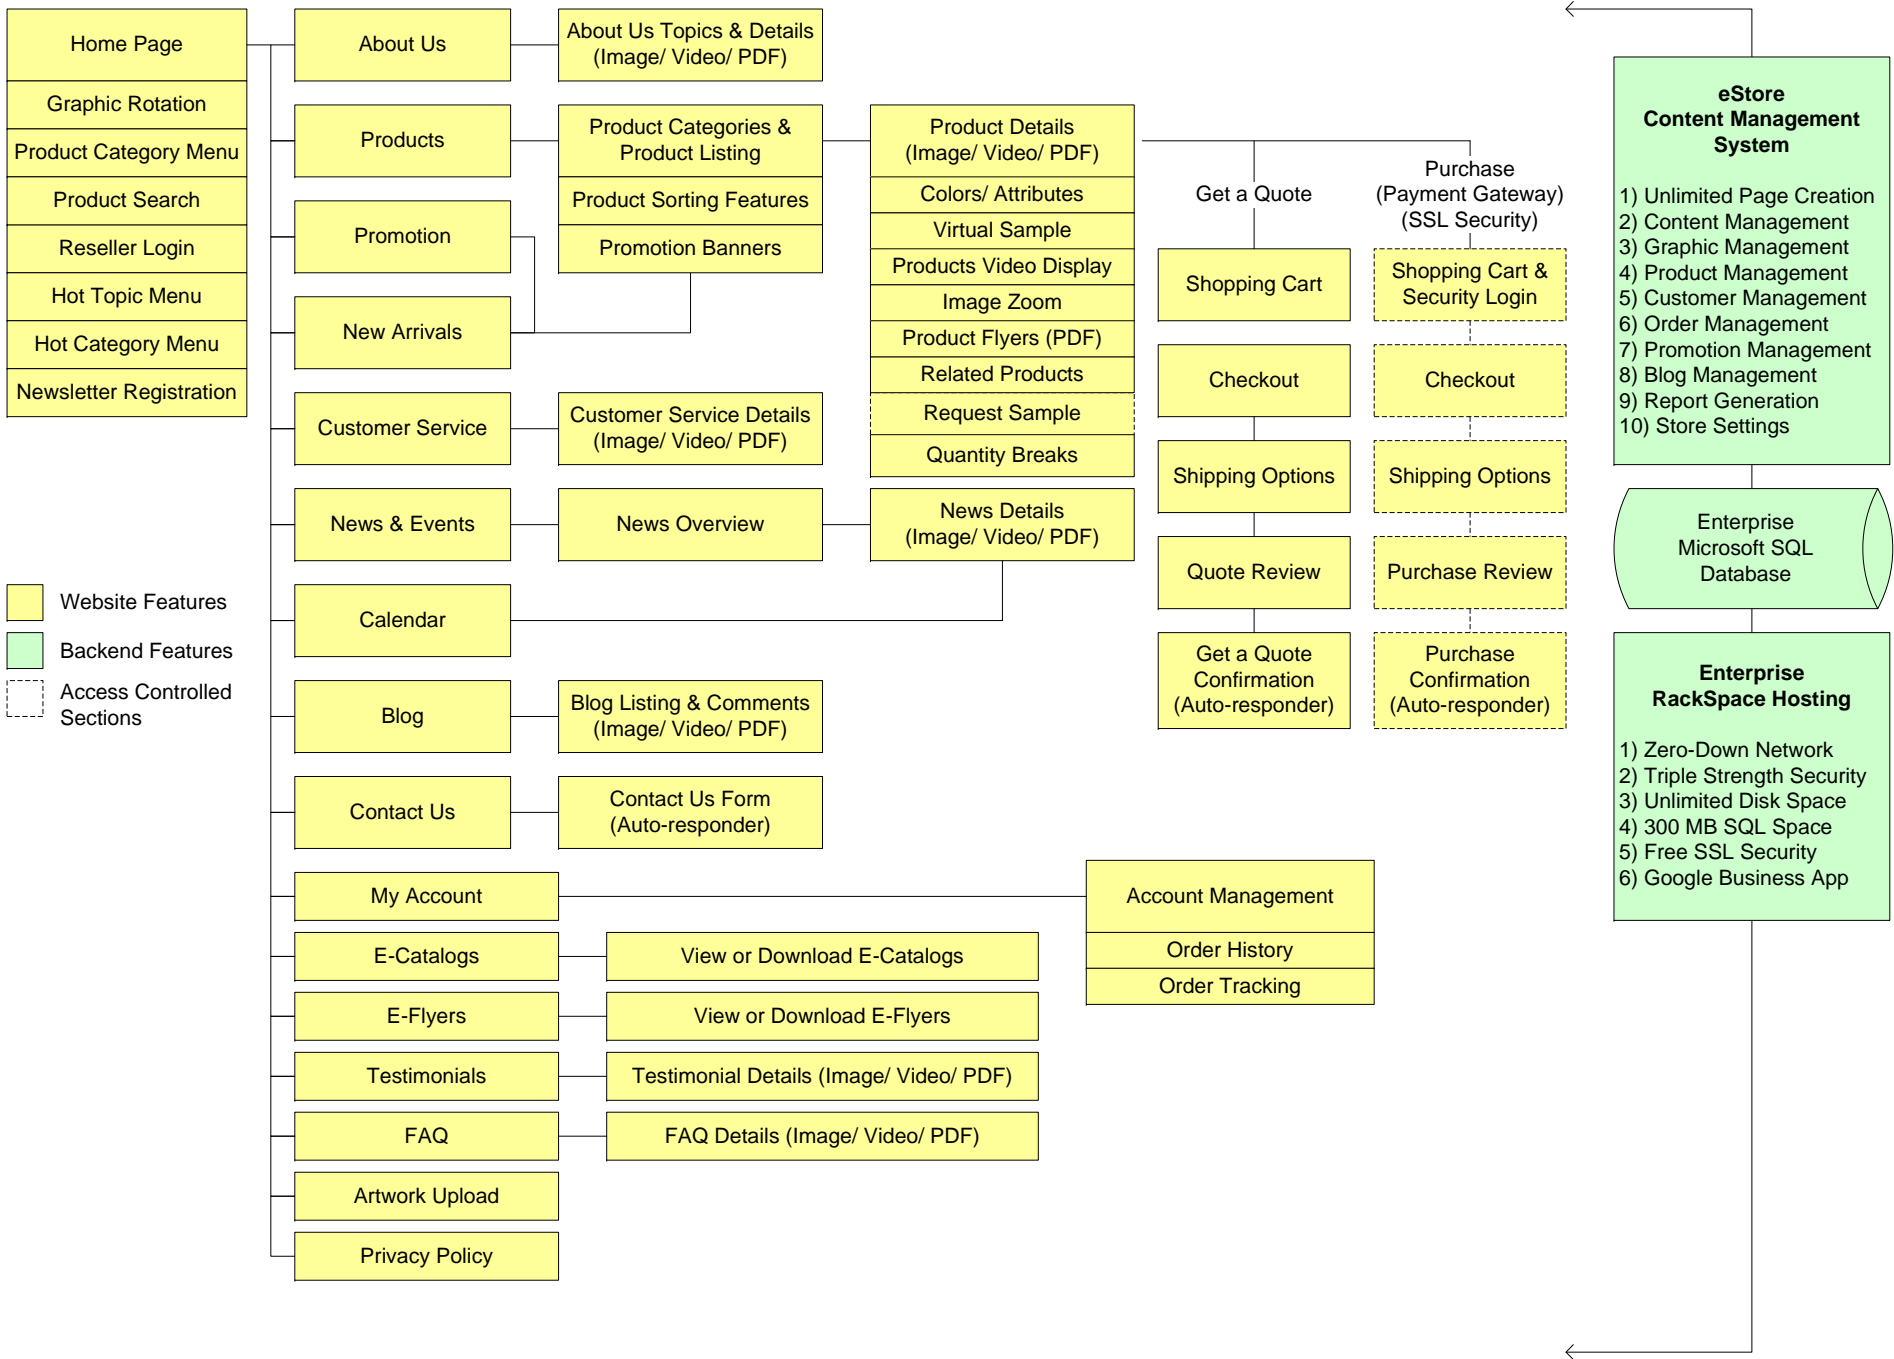 Home Page
Graphic Rotation
Product Category Menu
Product Search
Reseller Login
Hot Topic Menu
Hot Category Menu
Newsletter Registration
Website Features
Backend Features
Access Controlled
Sections
About Us
Products
Promotion
New Arrivals
Customer Service
News & Events
Calendar
Blog
Contact Us
My Account
E-Catalogs
E-Flyers
Testimonials
FAQ
Artwork Upload
Privacy Policy
About Us Topics & Details
(Image/ Video/ PDF)
Product Categories &
Product Listing
Product Sorting Features
Promotion Banners
Customer Service Details
(Image/ Video/ PDF)
News Overview
Blog Listing & Comments
(Image/ Video/ PDF)
Contact Us Form
(Auto-responder)
View or Download E-Catalogs
View or Download E-Flyers
Testimonial Details (Image/ Video/ PDF)
FAQ Details (Image/ Video/ PDF)
Product Details
(Image/ Video/ PDF)
Colors/ Attributes
Virtual Sample
Products Video Display
Image Zoom
Product Flyers (PDF)
Related Products
Request Sample
Quantity Breaks
News Details
(Image/ Video/ PDF)
Account Management
Order History
Order Tracking
Get a Quote
Shopping Cart
Checkout
Shipping Options
Quote Review
Get a Quote
Confirmation
(Auto-responder)
Purchase
(Payment Gateway)
(SSL Security)
Shopping Cart &
Security Login
Checkout
Shipping Options
Purchase Review
Purchase
Confirmation
(Auto-responder)
eStore
Content Management
System
1) Unlimited Page Creation
2) Content Management
3) Graphic Management
4) Product Management
5) Customer Management
6) Order Management
7) Promotion Management
8) Blog Management
9) Report Generation
10) Store Settings
Enterprise
Microsoft SQL
Database
Enterprise
RackSpace Hosting
1) Zero-Down Network
2) Triple Strength Security
3) Unlimited Disk Space
4) 300 MB SQL Space
5) Free SSL Security
6) Google Business App